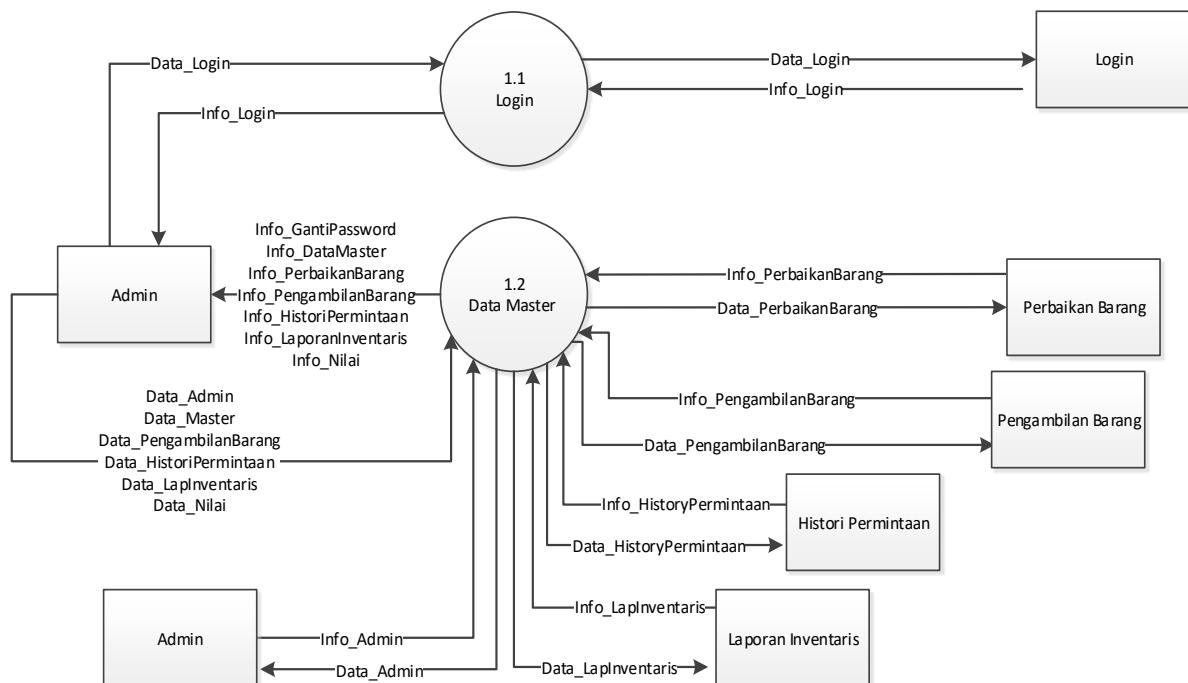 Data_Login
Info_Login
1.1
Login
Data_Login
Info_Login
Login
Admin
Info_GantiPassword
Info_DataMaster
Info_PerbaikanBarang
Info_PengambilanBarang
Info_HistoriPermintaan
Info_LaporanInventaris
Info_Nilai
1.2
Data Master
Info_PerbaikanBarang
Data_PerbaikanBarang
Perbaikan Barang
Info_PengambilanBarang
Data_PengambilanBarang
Pengambilan Barang
Data_Admin
Data_Master
Data_PengambilanBarang
Data_HistoriPermintaan
Data_LapInventaris
Data_Nilai
Info_HistoryPermintaan
Data_HistoryPermintaan
Histori Permintaan
Admin
Info_Admin
Data_Admin
Info_LapInventaris
Data_LapInventaris
Laporan Inventaris